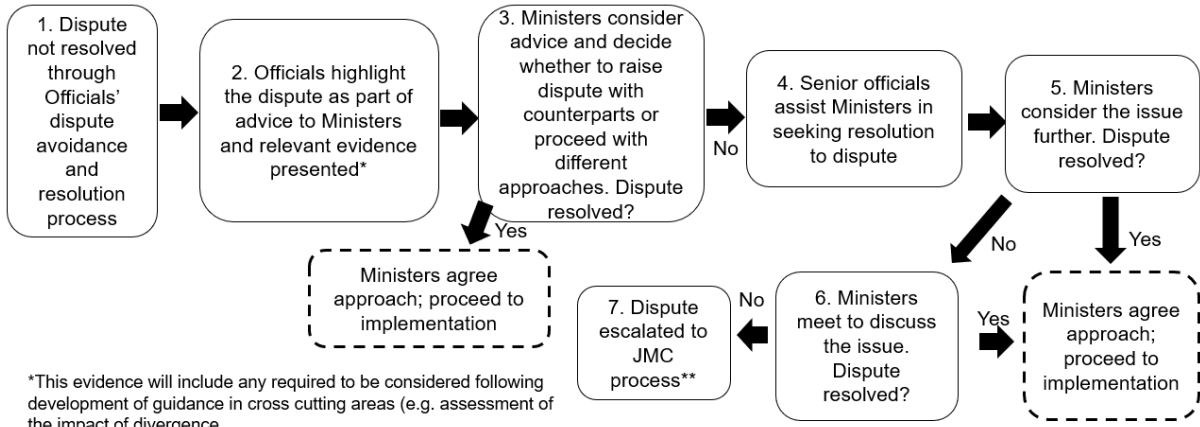 1. Dispute
not resolved
through
Officials’
dispute
avoidance
and
resolution
process
2. Officials highlight
the dispute as part of
advice to Ministers
and relevant evidence
presented*
3. Ministers consider
advice and decide
whether to raise
dispute with
counterparts or
proceed with
different
approaches. Dispute
resolved?
No
4. Senior officials
assist Ministers in
seeking resolution
to dispute
5. Ministers
consider the issue
further. Dispute
resolved?
Yes
Ministers agree
approach; proceed to
implementation
No
Yes
6. Ministers
meet to discuss
the issue.
Dispute
resolved?
No
Yes
7. Dispute
escalated to
JMC
process**
Ministers agree
approach;
proceed to
implementation
*This evidence will include any required to be considered following
development of guidance in cross cutting areas (e.g. assessment of
the impact of divergence